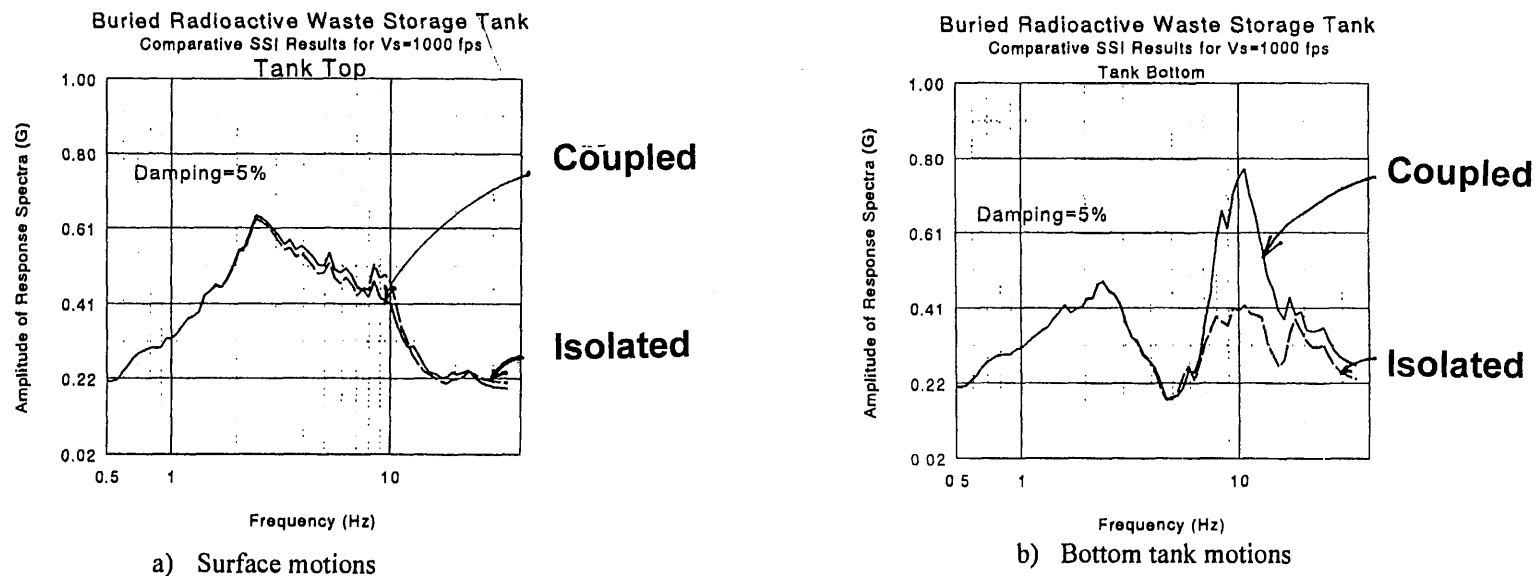 Buried Radioactive Waste Storage Tank
Comparative SSI Results for Vs=1000 fps
Tank Top
Amplitude of Response Spectra (G)
1.00
0.80
0.61
0.41
0.22
0.02
Damping=5%
Coupled
Isolated
0.5
1
10
Frequency (Hz)
a) Surface motions
Buried Radioactive Waste Storage Tank
Comparative SSI Results for Vs=1000 fps
Tank Bottom
Amplitude of Response Spectra (G)
1.00
0.80
0.61
0.41
0.22
0 02
Damping=5%
Coupled
Isolated
0 5
1
10
Frequency (Hz)
b) Bottom tank motions